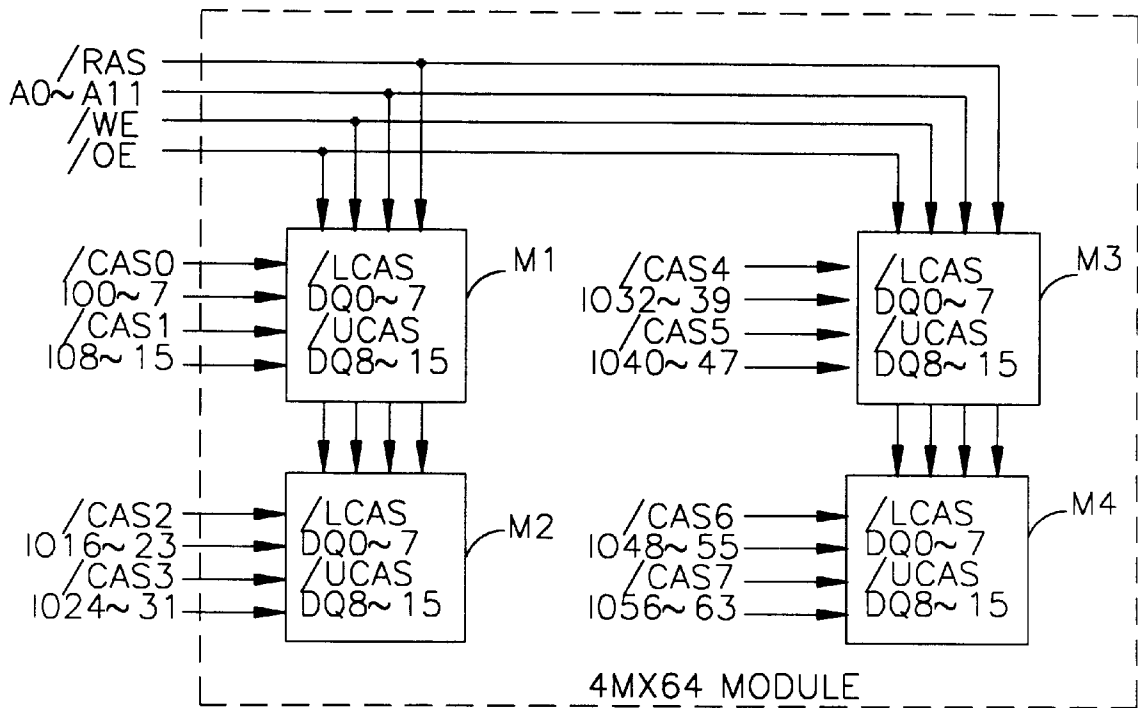 /RAS
A0~A11
/WE
/OE
/CAS0
IO0~7
/CAS1
IO8~15
/LCAS
DQ0~7
/UCAS
DQ8~15
M1
/CAS4
IO32~39
/CAS5
IO40~47
/LCAS
DQ0~7
/UCAS
DQ8~15
M3
/CAS2
IO16~23
/CAS3
IO24~31
/LCAS
DQ0~7
/UCAS
DQ8~15
M2
/CAS6
IO48~55
/CAS7
IO56~63
/LCAS
DQ0~7
/UCAS
DQ8~15
M4
4MX64 MODULE